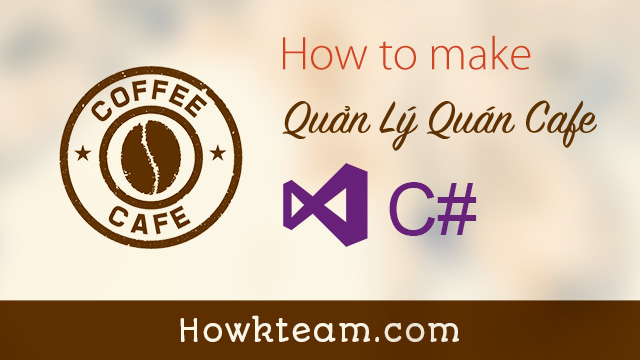 COFFEE
CAFE
How to make
Quản Lý Quán Cafe
C#
Howkteam.com